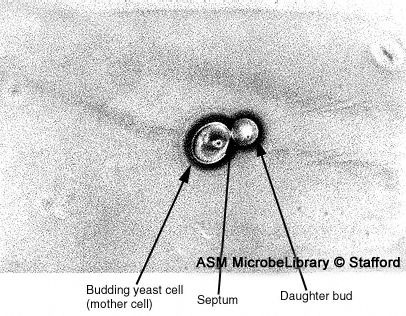 ASM MicrobeLibrary © Stafford
Budding yeast cell
(mother cell)
Septum
Daughter bud